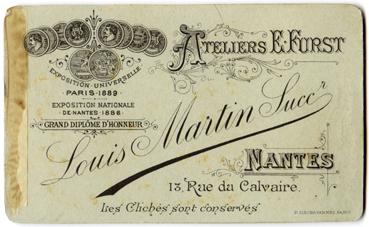 ATELIERS E. FURST
EXPOSITION-UNIVERSELLE
PARIS-1889
EXPOSITION NATIONALE
DE NANTES-1886
GRAND DIPLÔME D'HONNEUR
Louis Martin Succr
NANTES
13, Rue du Calvaire.
Les Clichés sont conservés